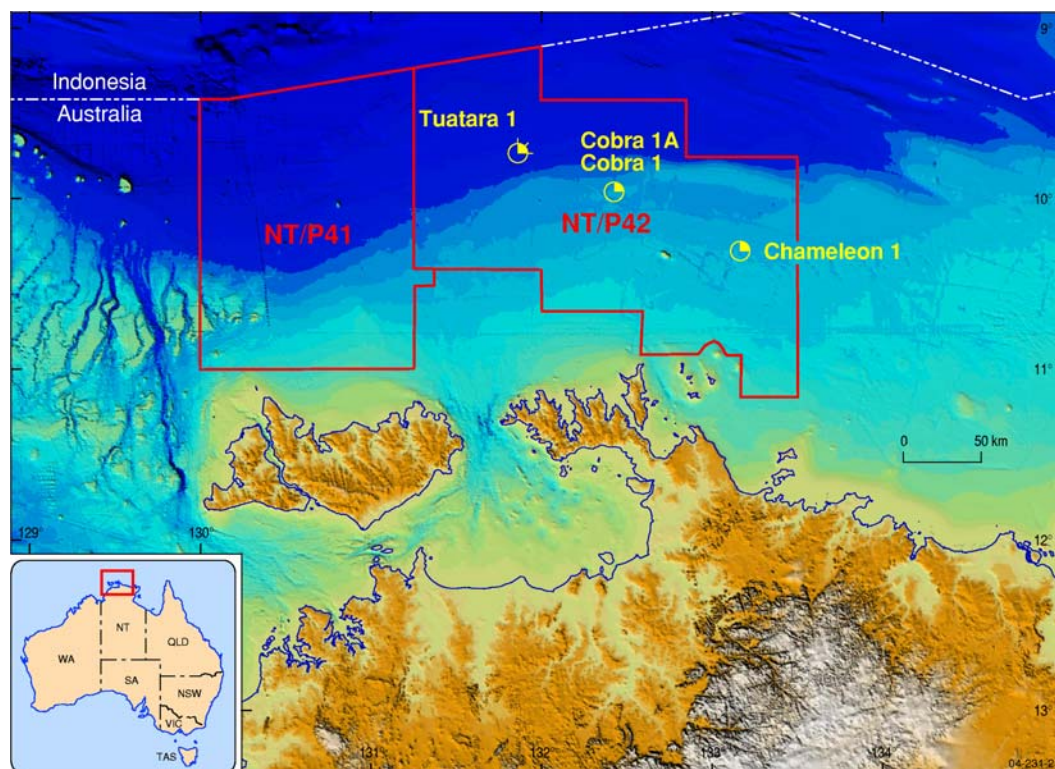 9°
Indonesia
Australia
Tuatara 1
Cobra 1A
Cobra 1
10°
NT/P41
NT/P42
Chameleon 1
11°
0 50 km
129° 130° 12°
NT
QLD
WA
SA
NSW
VIC
TAS
13°
131° 132° 133° 134°
04-231-2